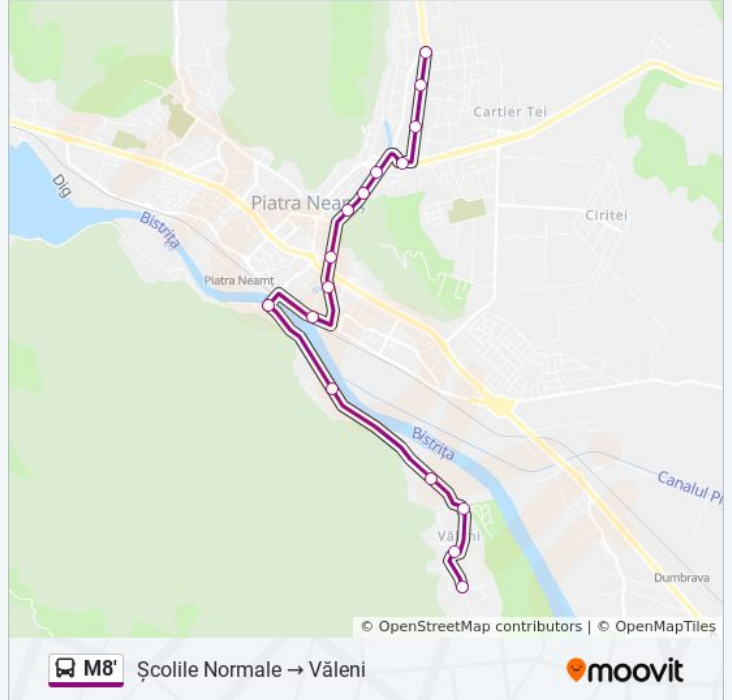 Cartier Tei
Dig
Piatra Neamț
Ciritei
Bistrița
Piatra Neamt
Bistrița
Canalul P
Văleni
Dumbrava
© OpenStreetMap contributors | © OpenMapTiles
M8' Școlile Normale → Văleni
moovit